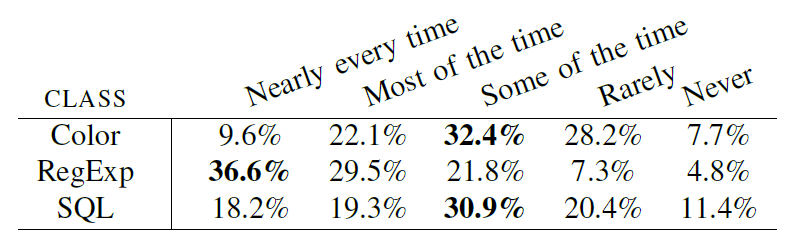 CLASS Nearly every time Most of the time Some of the time Rarely Never
Color 9.6% 22.1% 32.4% 28.2% 7.7%
RegExp 36.6% 29.5% 21.8% 7.3% 4.8%
SQL 18.2% 19.3% 30.9% 20.4% 11.4%